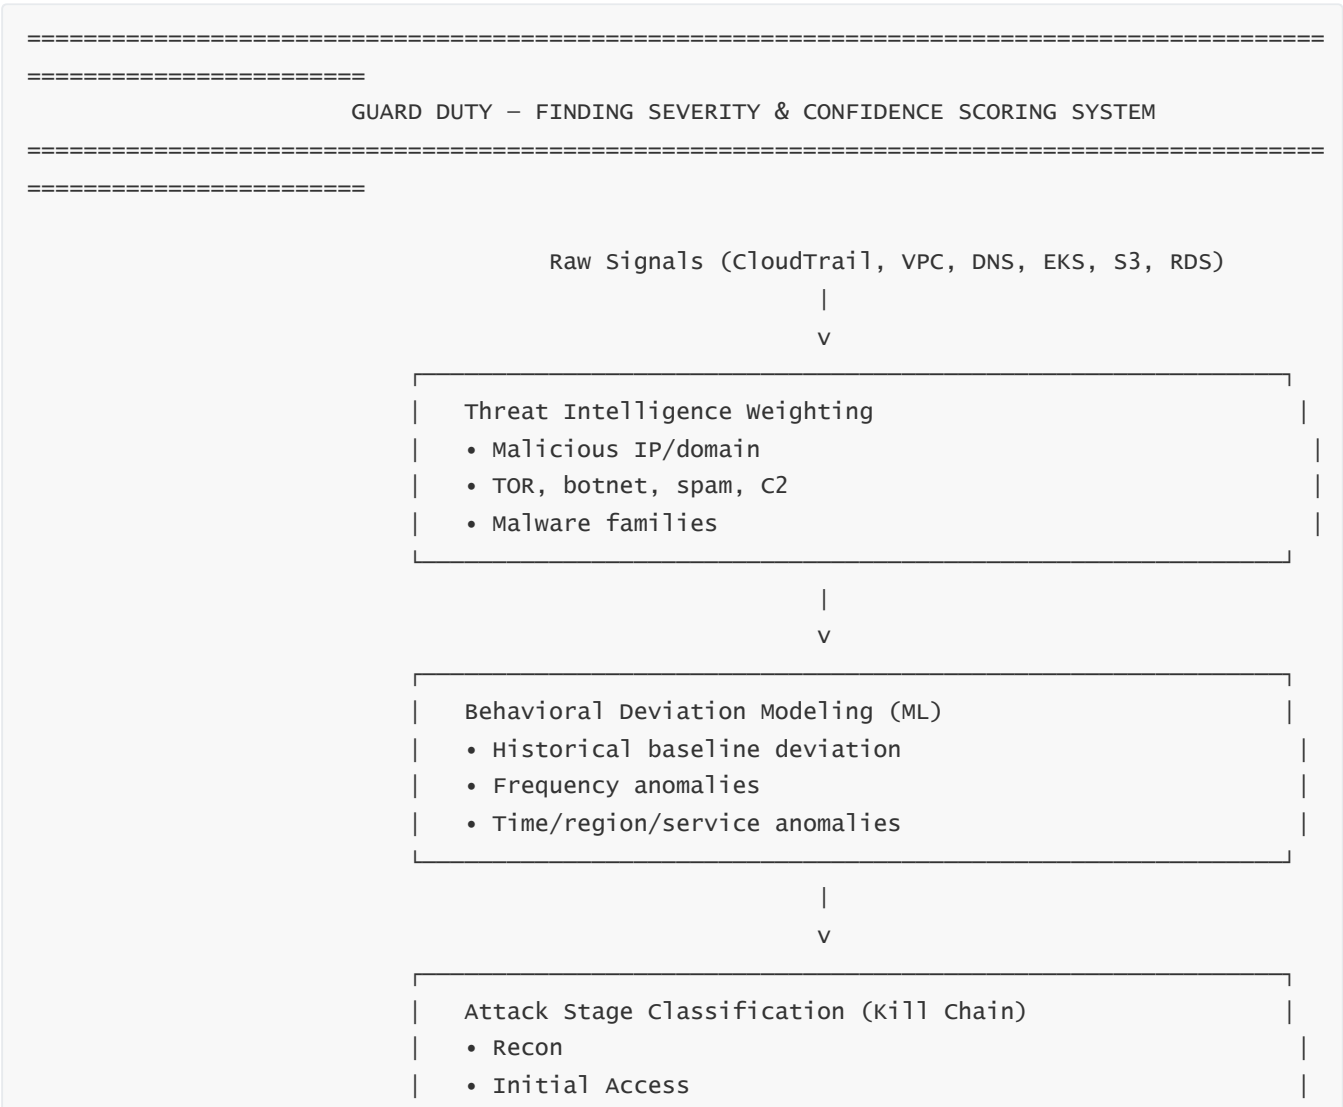 ============================================================================================
========================
GUARD DUTY — FINDING SEVERITY & CONFIDENCE SCORING SYSTEM
============================================================================================
========================
Raw Signals (CloudTrail, VPC, DNS, EKS, S3, RDS)
|
v
┌──────────────────────────────────────────────────────────────┐
│ Threat Intelligence Weighting │
│ • Malicious IP/domain │
│ • TOR, botnet, spam, C2 │
│ • Malware families │
└──────────────────────────────────────────────────────────────┘
|
v
┌──────────────────────────────────────────────────────────────┐
│ Behavioral Deviation Modeling (ML) │
│ • Historical baseline deviation │
│ • Frequency anomalies │
│ • Time/region/service anomalies │
└──────────────────────────────────────────────────────────────┘
|
v
┌──────────────────────────────────────────────────────────────┐
│ Attack Stage Classification (Kill Chain) │
│ • Recon │
│ • Initial Access │